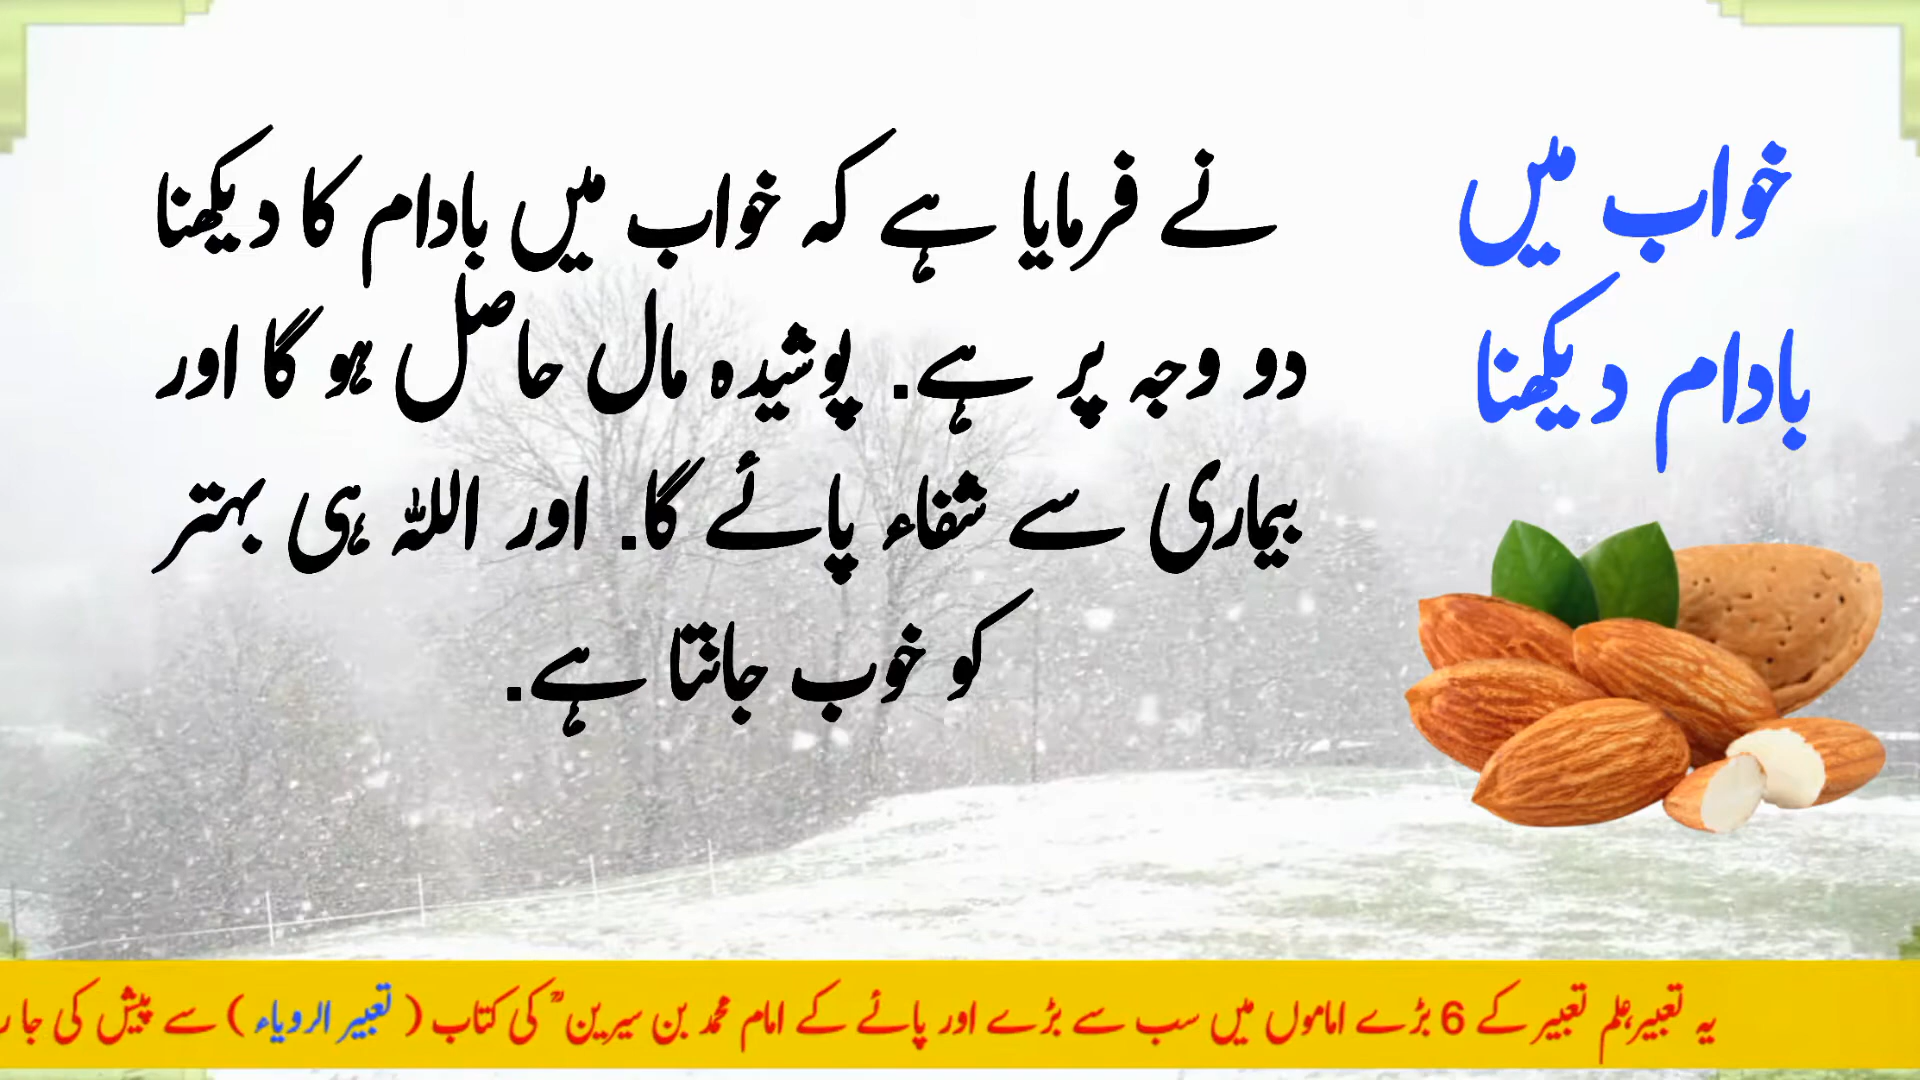 خواب میں
بادام دیکھنا
نے فرمایا ہے کہ خواب میں بادام کا دیکھنا
دو وجہ پر ہے. پوشیدہ مال حاصل ہو گا اور
بیماری سے شفاء پائے گا. اور اللہ ہی بہتر
کو خوب جانتا ہے.
یہ تعبیر،علم تعبیر کے 6 بڑے اماموں میں سب سے بڑے اور پائے کے امام محمد بن سیرین ؒ کی کتاب ( تعبیر الرویاء ) سے پیش کی جا